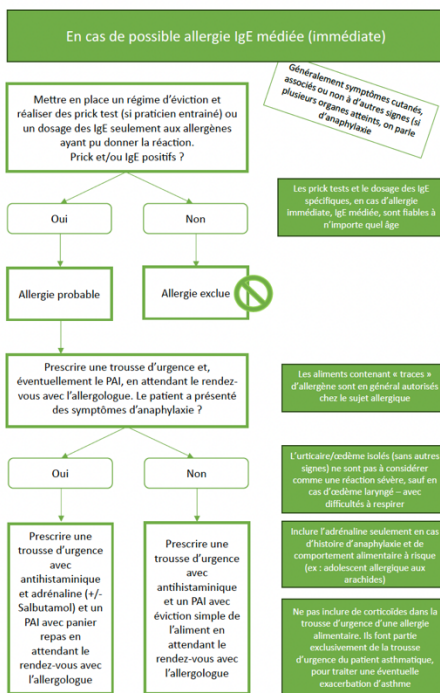 En cas de possible allergie IgE médiée (immédiate)
Généralement symptômes cutanés,
associés ou non à d'autres signes (si
plusieurs organes atteints, on parle
d'anaphylaxie
Mettre en place un régime d'éviction et
réaliser des prick test (si praticien entrainé) ou
un dosage des IgE seulement aux allergènes
ayant pu donner la réaction.
Prick et/ou IgE positifs ?
Les prick tests et le dosage des IgE
spécifiques, en cas d'allergie
immédiate, IgE médiée, sont fiables à
n'importe quel âge
Oui
Non
Allergie probable
Allergie exclue
Prescrire une trousse d'urgence et,
éventuellement le PAI, en attendant le rendez-
vous avec l'allergologue. Le patient a présenté
des symptômes d'anaphylaxie ?
Les aliments contenant « traces »
d'allergène sont en général autorisés
chez le sujet allergique
Oui
Non
L'urticaire/œdème isolés (sans autres
signes) ne sont pas à considérer
comme une réaction sévère, sauf en
cas d'œdème laryngé – avec
difficultés à respirer
Prescrire une
trousse d'urgence
avec
antihistaminique
et adrénaline (+/-
Salbutamol) et un
PAI avec panier
repas en
attendant le
rendez-vous avec
l'allergologue
Prescrire une
trousse d'urgence
avec
antihistaminique
et un PAI avec
éviction simple de
l'aliment en
attendant le
rendez-vous avec
l'allergologue
Inclure l'adrénaline seulement en cas
d'histoire d'anaphylaxie et de
comportement alimentaire à risque
(ex : adolescent allergique aux
arachides)
Ne pas inclure de corticoïdes dans la
trousse d'urgence d'une allergie
alimentaire. Ils font partie
exclusivement de la trousse
d'urgence du patient asthmatique,
pour traiter une éventuelle
exacerbation d'asthme